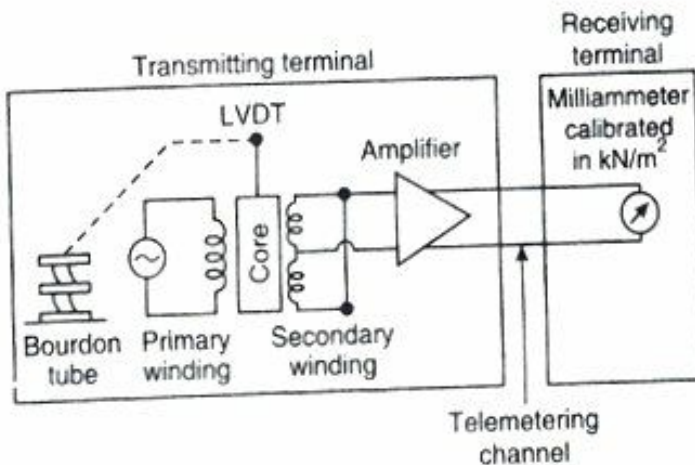 Receiving
terminal
Transmitting terminal
Milliammeter
calibrated
in kN/m²
LVDT
Amplifier
Core
Bourdon
tube
Primary
winding
Secondary
winding
Telemetering
channel